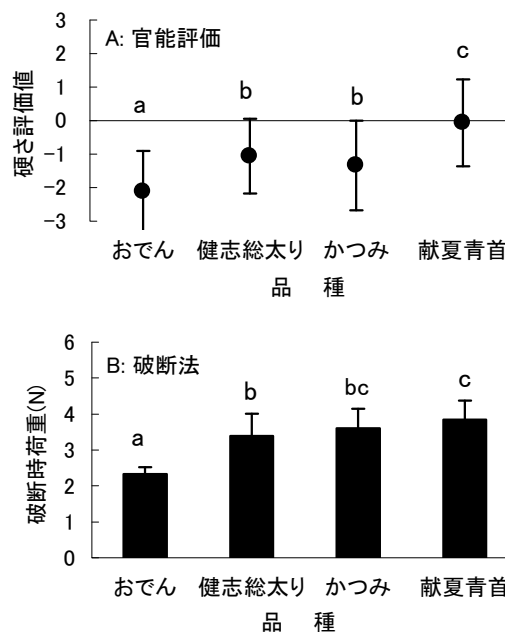 A: 官能評価
硬さ評価値
3
2
1
0
−1
−2
−3
a
b
b
c
おでん 健志総太り かつみ 献夏青首
品 種
B: 破断法
破断時荷重(N)
6
5
4
3
2
1
0
a
b
bc
c
おでん 健志総太り かつみ 献夏青首
品 種